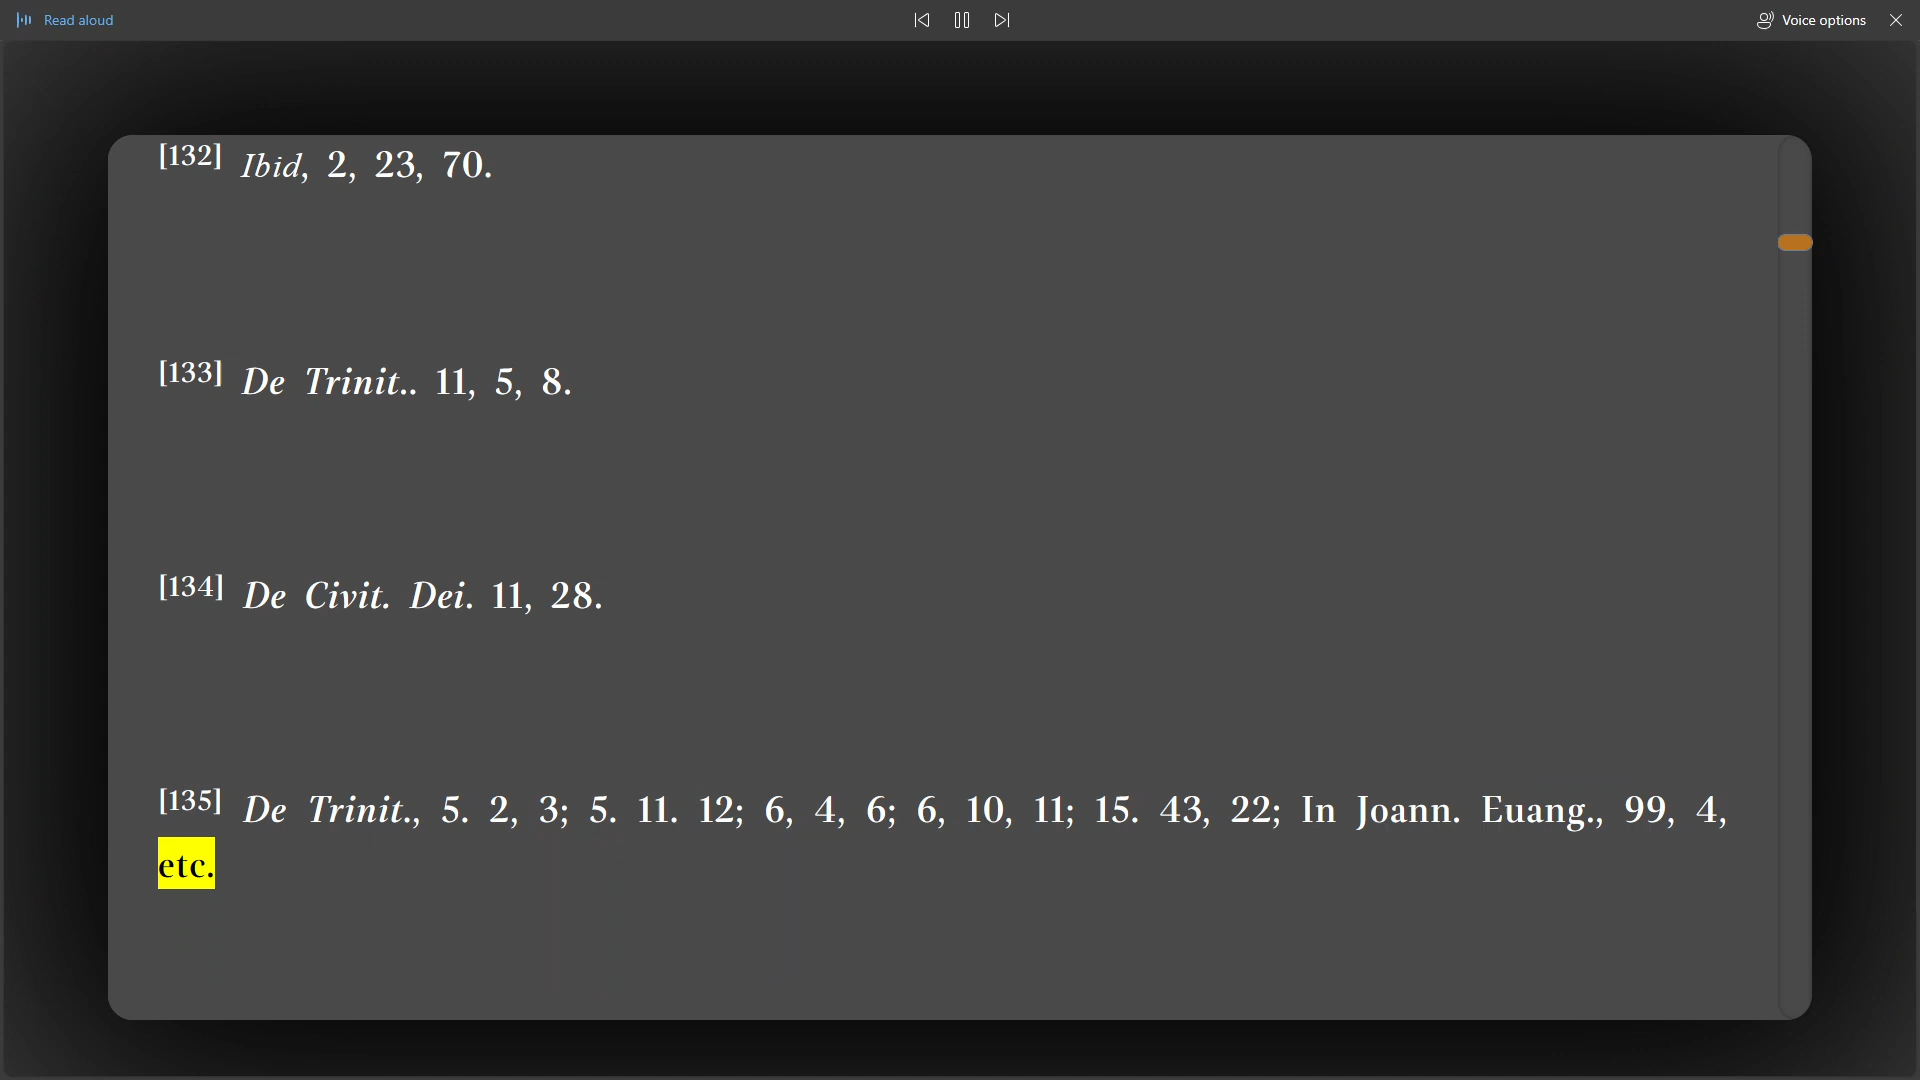 Read aloud
Voice options
[132] Ibid, 2, 23, 70.
[133] De Trinit.. 11, 5, 8.
[134] De Civit. Dei. 11, 28.
[135] De Trinit., 5. 2, 3; 5. 11. 12; 6, 4, 6; 6, 10, 11; 15. 43, 22; In Joann. Euang., 99, 4,
etc.